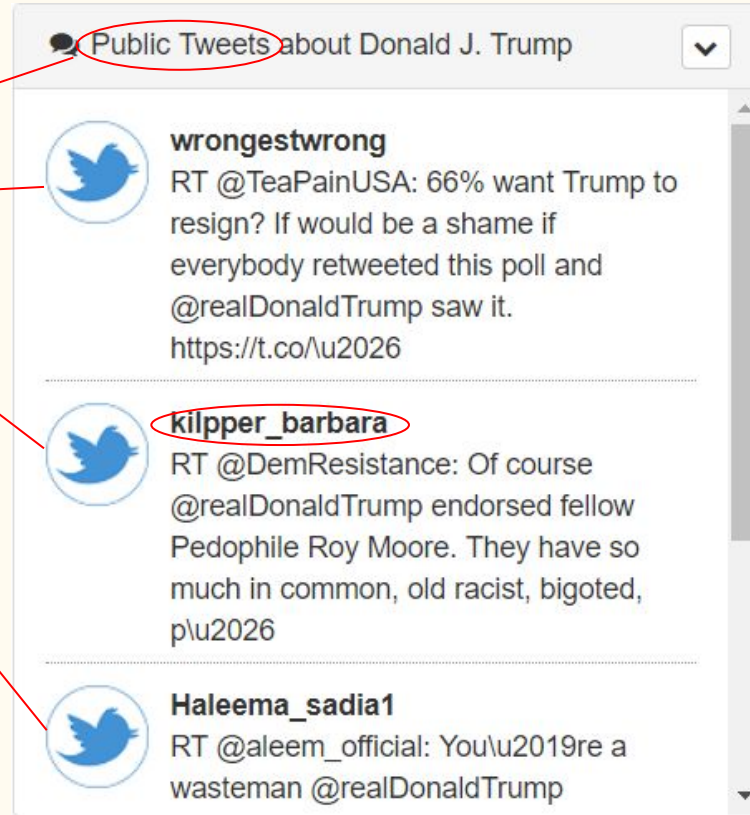 Public Tweets about Donald J. Trump
wrongestwrong
RT @TeaPainUSA: 66% want Trump to
resign? If would be a shame if
everybody retweeted this poll and
@realDonaldTrump saw it.
https://t.co/\u2026
kilpper_barbara
RT @DemResistance: Of course
@realDonaldTrump endorsed fellow
Pedophile Roy Moore. They have so
much in common, old racist, bigoted,
p\u2026
Haleema_sadia1
RT @aleem_official: You\u2019re a
wasteman @realDonaldTrump